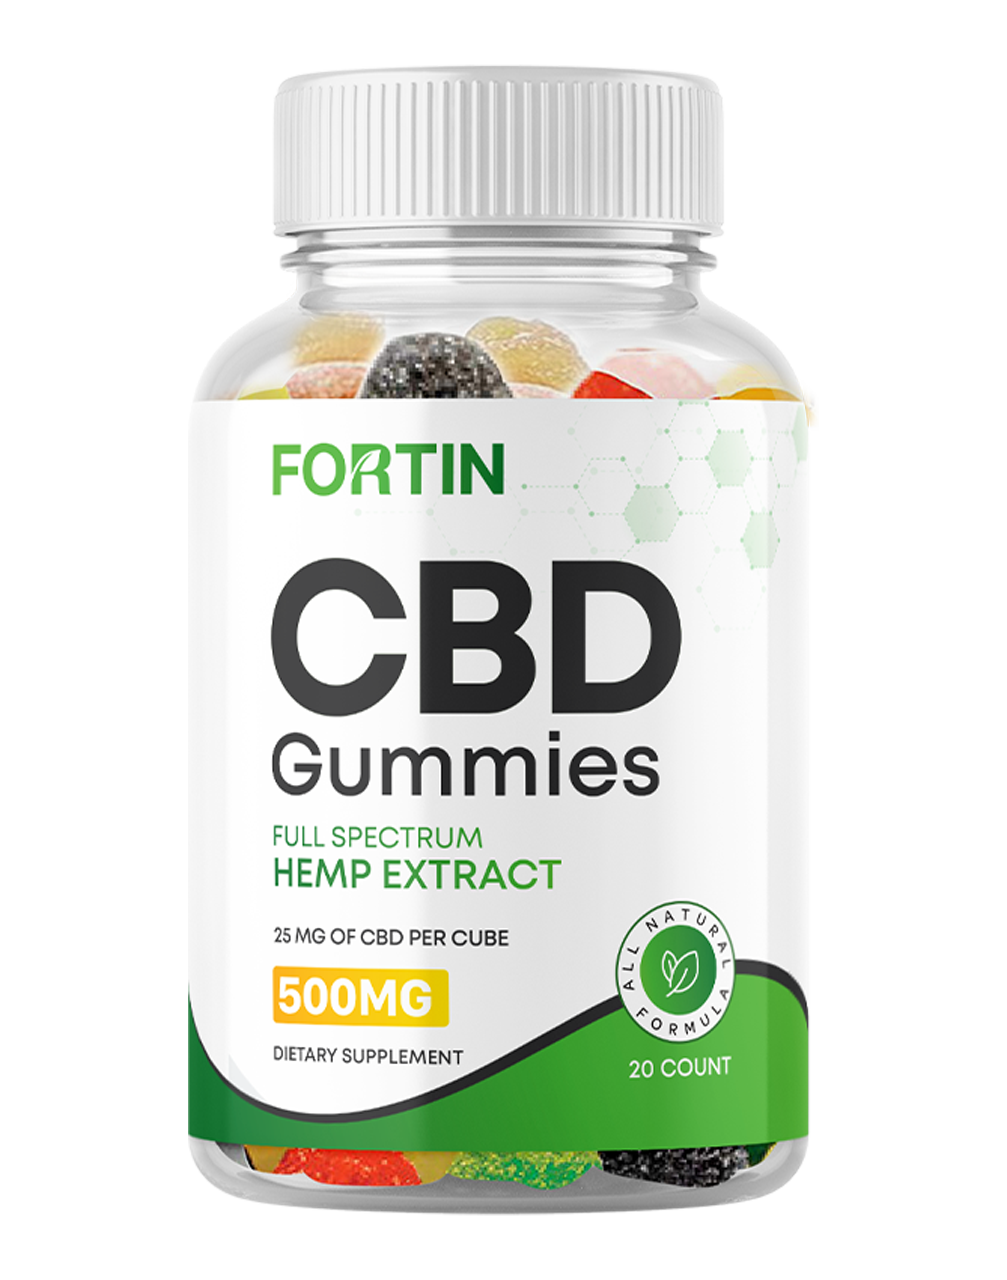 FORTIN
CBD
Gummies
FULL SPECTRUM
HEMP EXTRACT
25 MG OF CBD PER CUBE
500MG
DIETARY SUPPLEMENT
ALL NATURAL
FORMULA
20 COUNT